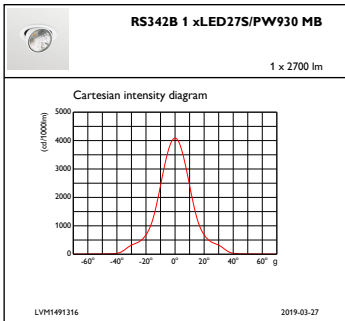 RS342B 1 xLED27S/PW930 MB
1 x 2700 lm
Cartesian intensity diagram
(cd/1000lm)
5000
4000
3000
2000
1000
0
-60° -40° -20° 0° 20° 40° 60° g
LVM1491316 2019-03-27